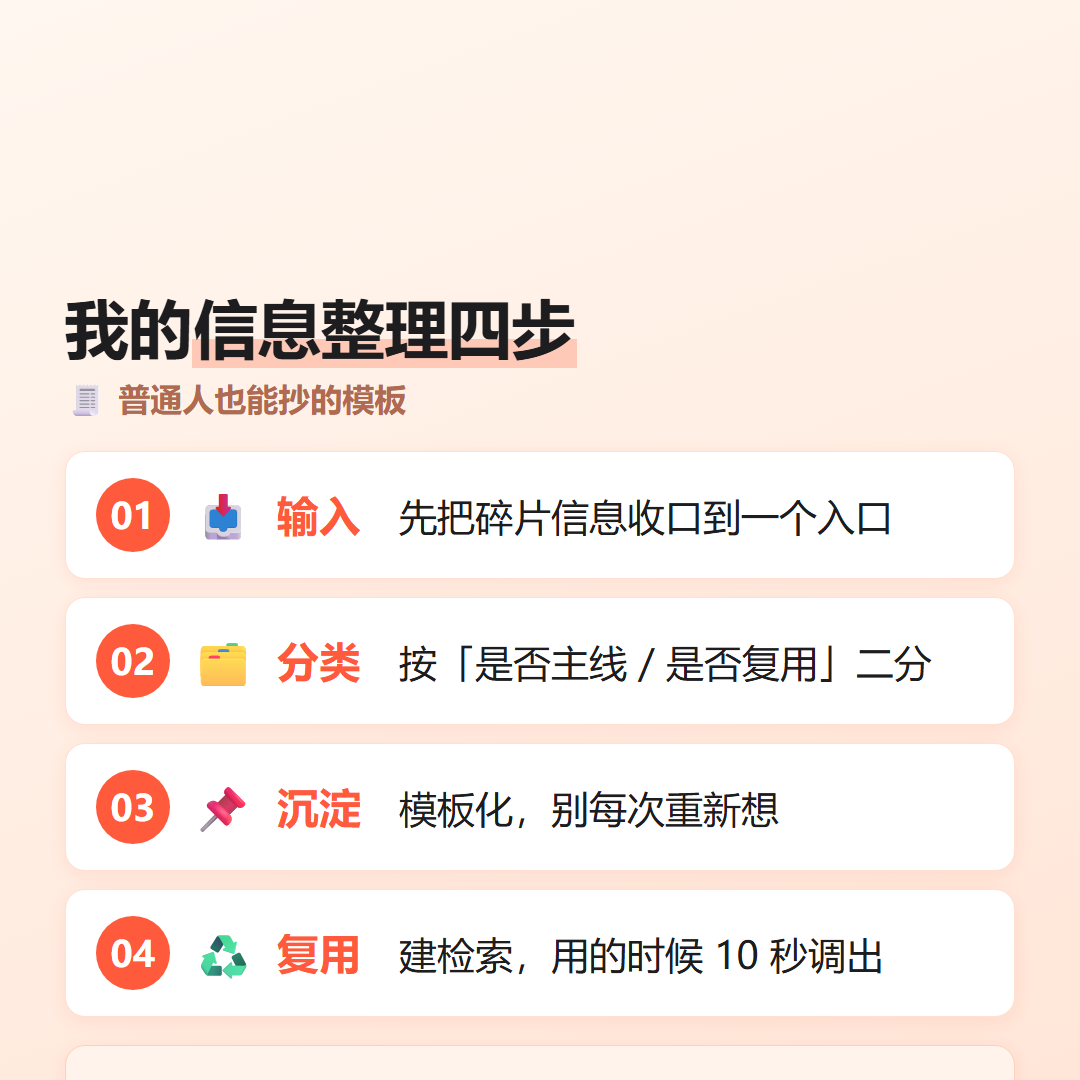 我的信息整理四步
普通人也能抄的模板
01 输入 先把碎片信息收口到一个入口
02 分类 按「是否主线 / 是否复用」二分
03 沉淀 模板化，别每次重新想
04 复用 建检索，用的时候 10 秒调出